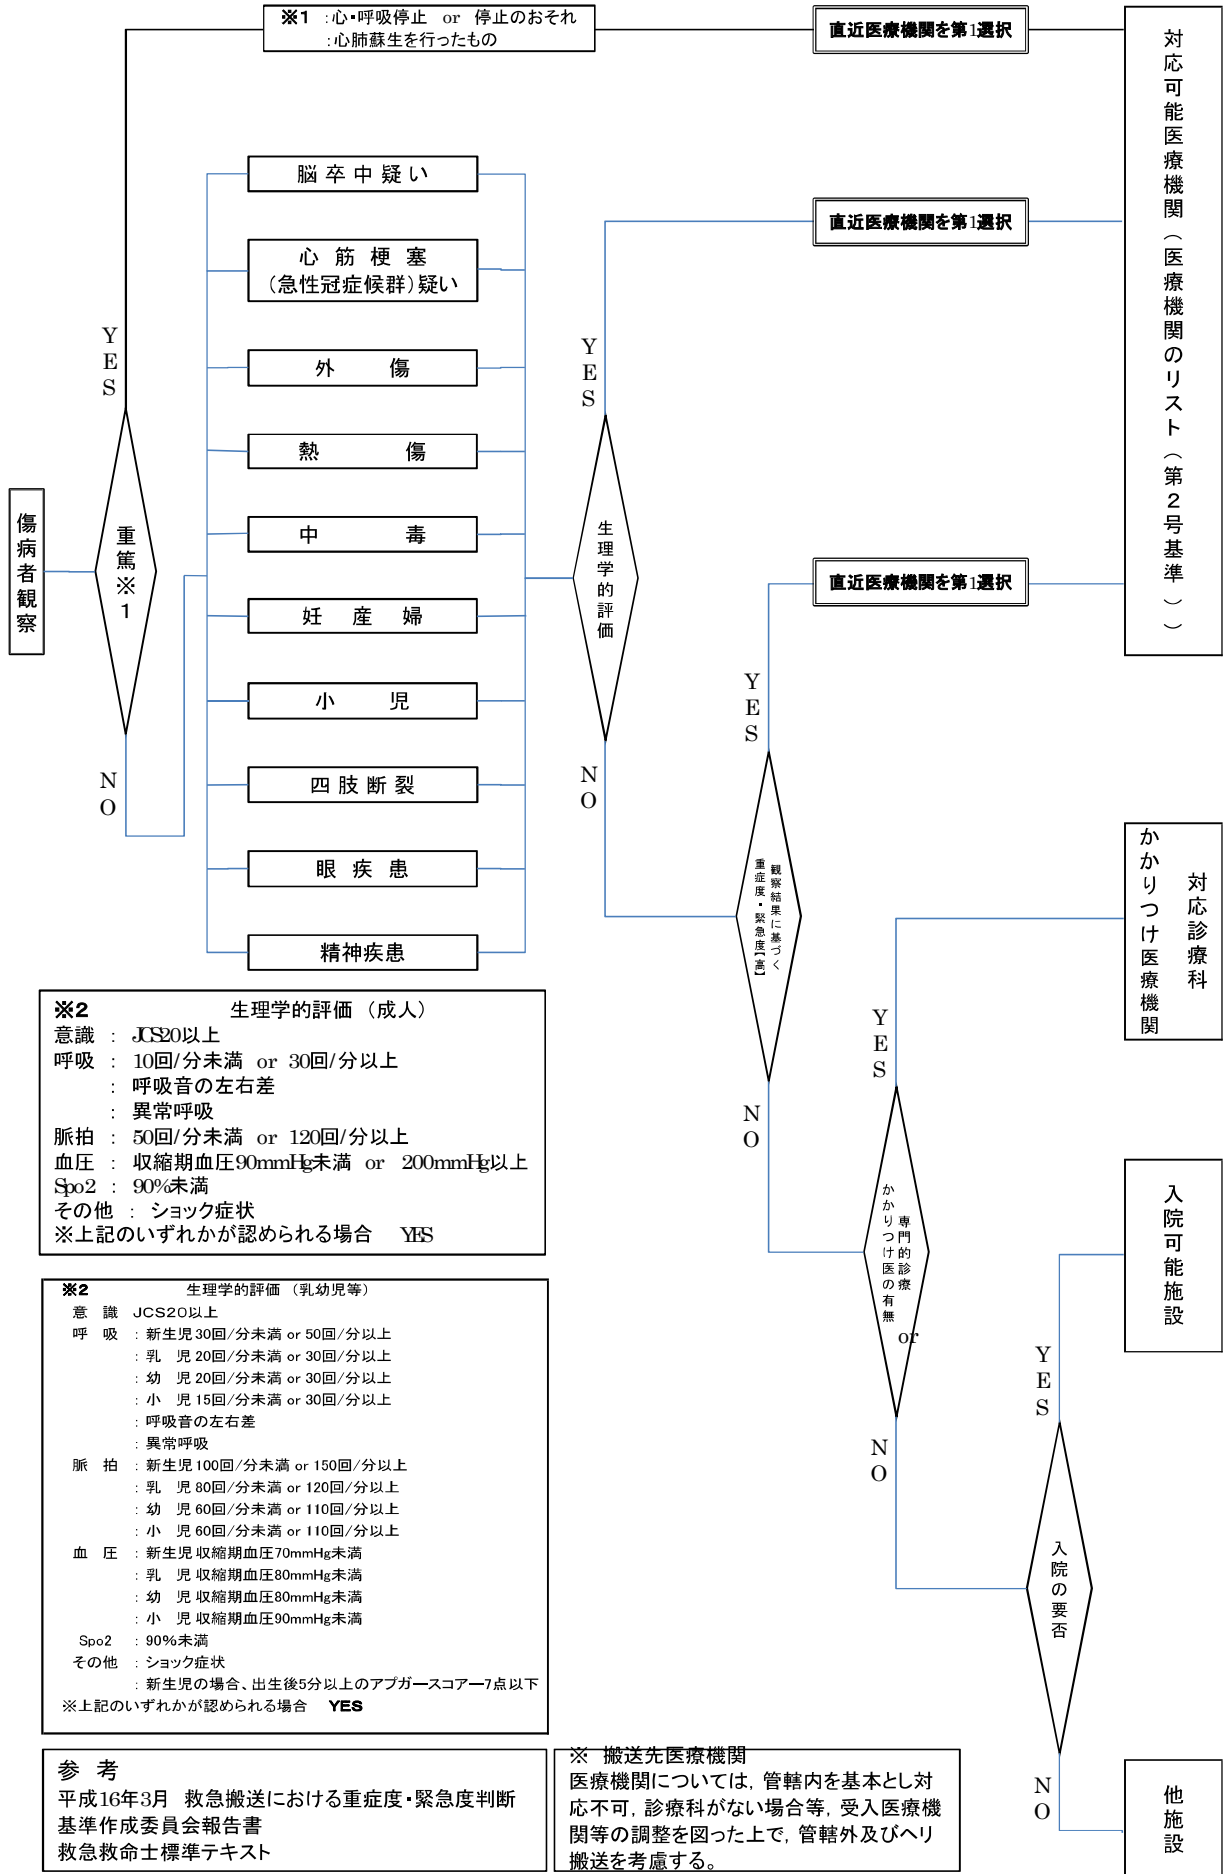 ※1 :心・呼吸停止 or 停止のおそれ
:心肺蘇生を行ったもの
直近医療機関を第1選択
対応可能医療機関（医療機関のリスト（第2号基準））
脳卒中疑い
直近医療機関を第1選択
心筋梗塞
(急性冠症候群)疑い
YES
YES
外 傷
熱 傷
傷病者観察
重篤※1
中 毒
生理学的評価
直近医療機関を第1選択
妊産婦
小 児
YES
NO
NO
四肢断裂
眼疾患
観察結果に基づく
重症度・緊急度【高】
対応診療科
かかりつけ医療機関
精神疾患
※2 生理学的評価 （成人）
意識 ： JCS20以上
呼吸 ： 10回/分未満 or 30回/分以上
： 呼吸音の左右差
： 異常呼吸
脈拍 ： 50回/分未満 or 120回/分以上
血圧 ： 収縮期血圧90mmHg未満 or 200mmHg以上
Spo2 ： 90%未満
その他 ： ショック症状
※上記のいずれかが認められる場合 YES
YES
NO
専門的診療 or
かかりつけ医の有無
入院可能施設
※2 生理学的評価 （乳幼児等）
意 識 JCS20以上
呼 吸 : 新生児 30回/分未満 or 50回/分以上
: 乳 児 20回/分未満 or 30回/分以上
: 幼 児 20回/分未満 or 30回/分以上
: 小 児 15回/分未満 or 30回/分以上
: 呼吸音の左右差
: 異常呼吸
脈 拍 : 新生児 100回/分未満 or 150回/分以上
: 乳 児 80回/分未満 or 120回/分以上
: 幼 児 60回/分未満 or 110回/分以上
: 小 児 60回/分未満 or 110回/分以上
血 圧 : 新生児 収縮期血圧70mmHg未満
: 乳 児 収縮期血圧80mmHg未満
: 幼 児 収縮期血圧80mmHg未満
: 小 児 収縮期血圧90mmHg未満
Spo2 : 90%未満
その他 : ショック症状
: 新生児の場合、出生後5分以上のアプガースコアー7点以下
※上記のいずれかが認められる場合 YES
YES
NO
入院の要否
NO
他施設
参 考
平成16年3月 救急搬送における重症度・緊急度判断
基準作成委員会報告書
救急救命士標準テキスト
※ 搬送先医療機関
医療機関については，管轄内を基本とし対
応不可，診療科がない場合等，受入医療機
関等の調整を図った上で，管轄外及びヘリ
搬送を考慮する。